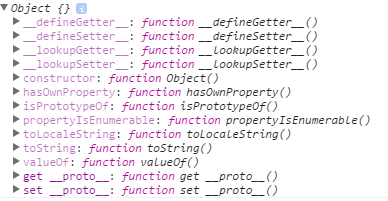 Object {} i
__defineGetter__: function __defineGetter__()
__defineSetter__: function __defineSetter__()
__lookupGetter__: function __lookupGetter__()
__lookupSetter__: function __lookupSetter__()
constructor: function Object()
hasOwnProperty: function hasOwnProperty()
isPrototypeOf: function isPrototypeOf()
propertyIsEnumerable: function propertyIsEnumerable()
toLocaleString: function toLocaleString()
toString: function toString()
valueOf: function valueOf()
get __proto__: function get __proto__()
set __proto__: function set __proto__()